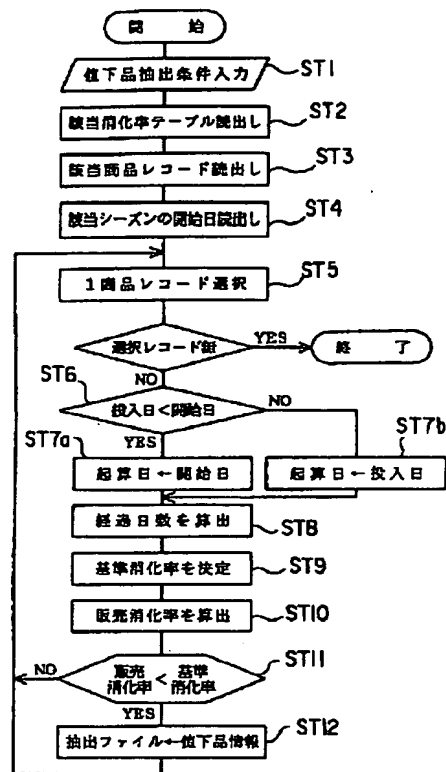 開 始
値下品抽出条件入力
ST1
該当消化率テーブル読出し
ST2
該当商品レコード読出し
ST3
該当シーズンの開始日読出し
ST4
1商品レコード選択
ST5
選択レコード無
YES
終 了
NO
ST6
投入日<開始日
NO
YES
ST7a
起算日←開始日
ST7b
起算日←投入日
経過日数を算出
ST8
基準消化率を決定
ST9
販売消化率を算出
ST10
販売消化率 < 基準消化率
ST11
NO
YES
抽出ファイル←値下品情報
ST12